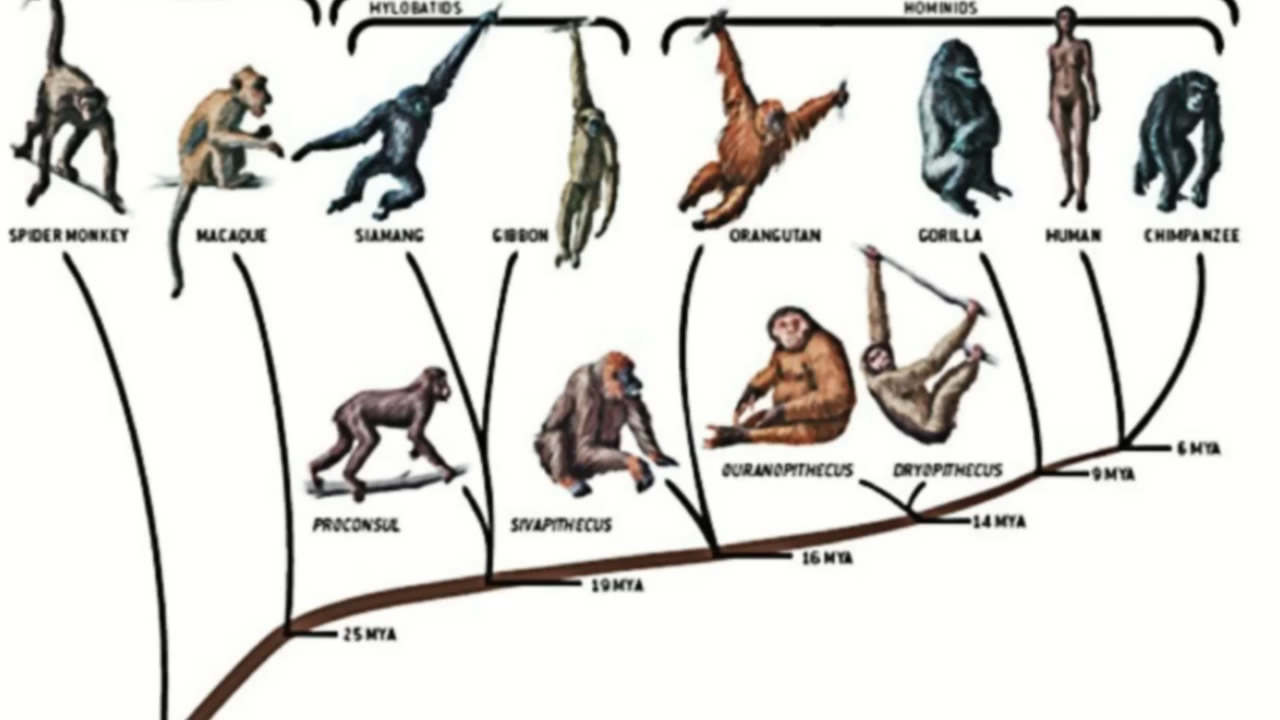 HYLOBATIDS
HOMINIDS
SPIDER MONKEY
MACAQUE
SIAMANG
GIBBON
ORANGUTAN
GORILLA
HUMAN
CHIMPANZEE
OURANOPITHECUS
DRYOPITHECUS
6 MYA
9 MYA
PROCONSUL
SIVAPITHECUS
14 MYA
16 MYA
19 MYA
25 MYA